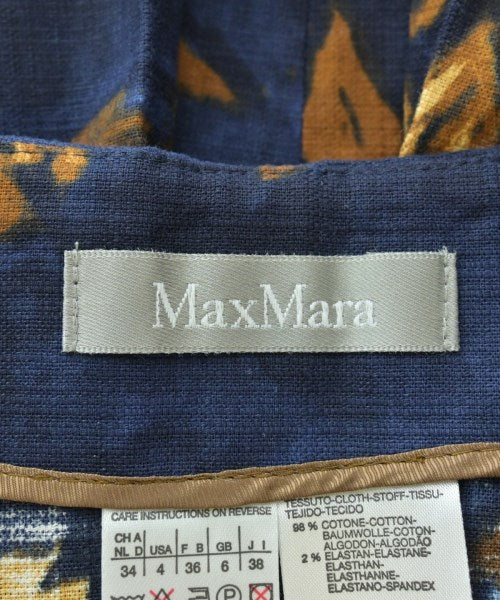 MaxMara
CARE INSTRUCTIONS ON REVERSE
CH A
NL D USA F B GB J I
34 4 36 6 38
TESSUTO-CLOTH-STOFF-TISSU-
TEJIDO-TECIDO
98 % COTONE-COTTON-
BAUMWOLLE-COTON-
ALGODON-ALGODÃO
2 % ELASTAN-ELASTANE-
ELASTHAN-
ELASTHANNE-
ELASTANO-SPANDEX